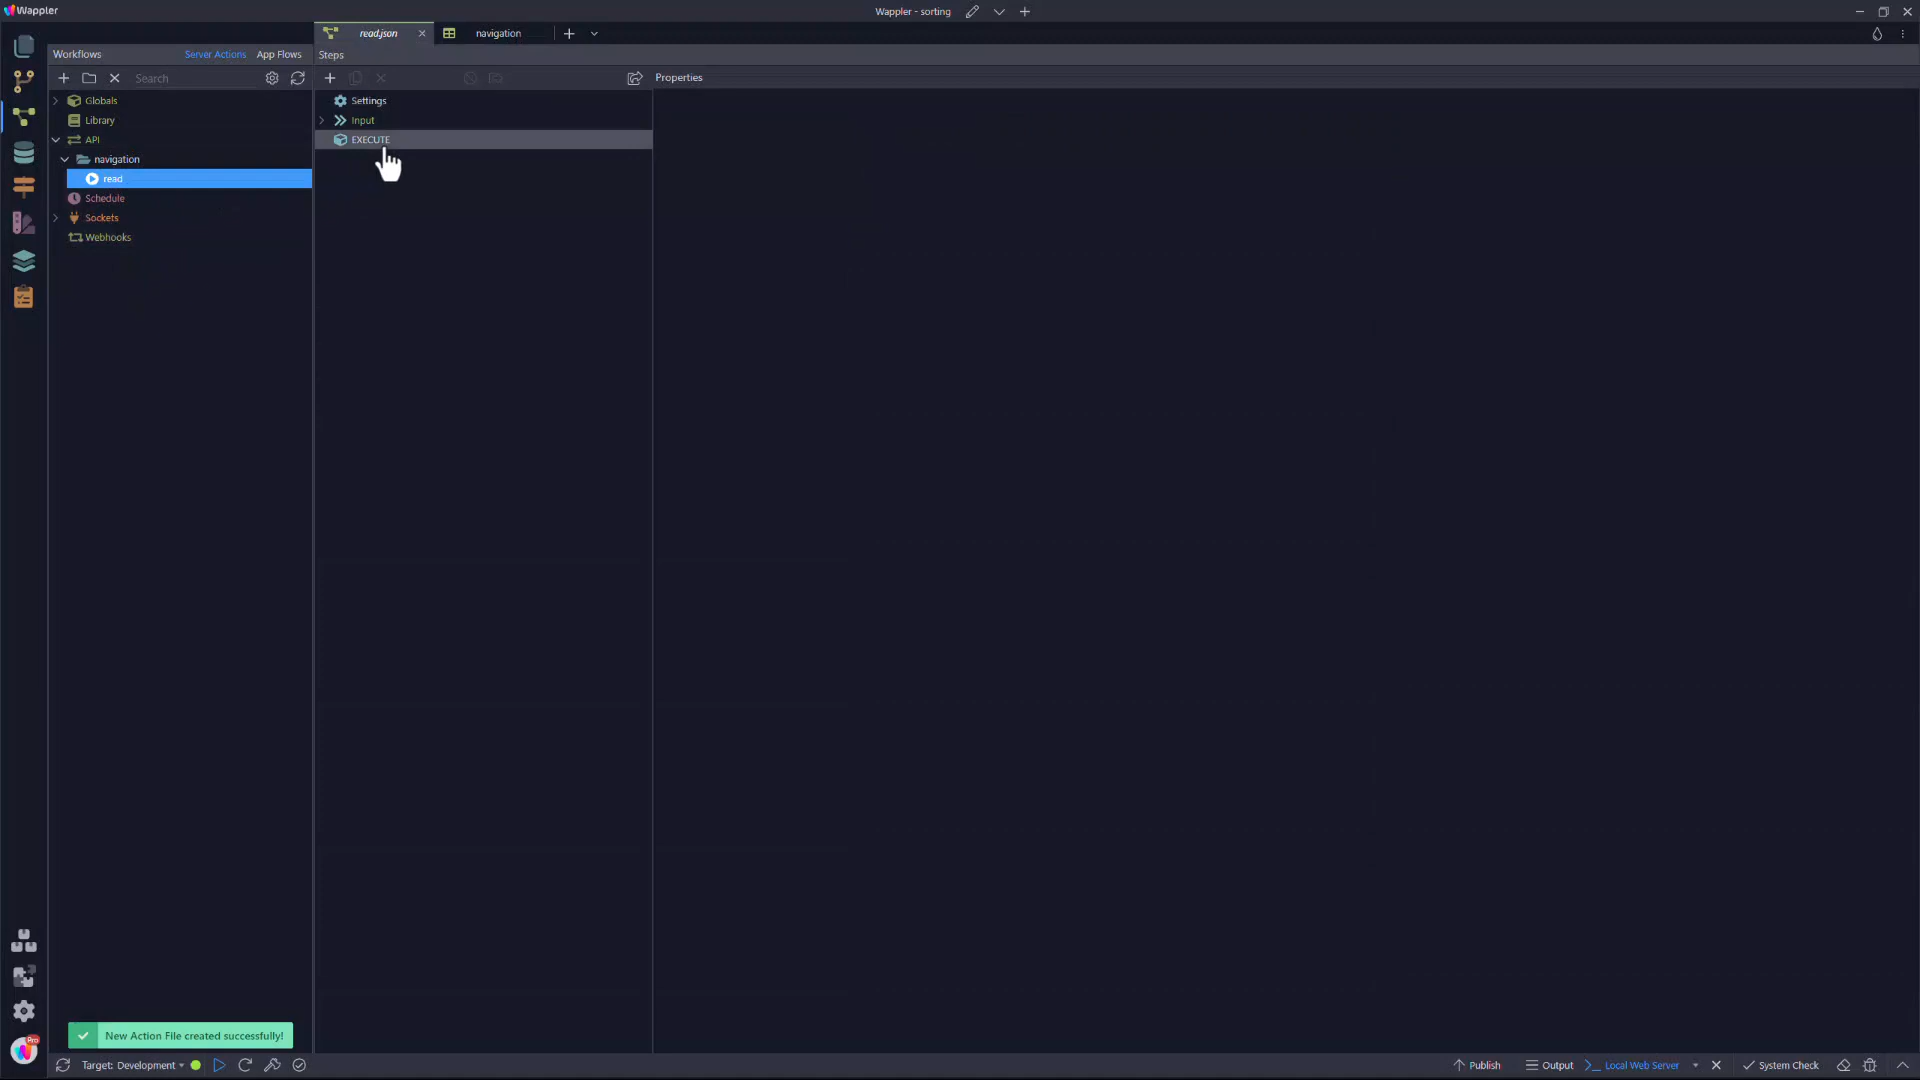 Wappler
Wappler - sorting
read.json
navigation
Workflows
Server Actions
App Flows
Steps
Search
Properties
Globals
Library
API
navigation
read
Schedule
Sockets
Webhooks
Settings
Input
EXECUTE
New Action File created successfully!
Pro
Target: Development
Publish
Output
Local Web Server
System Check